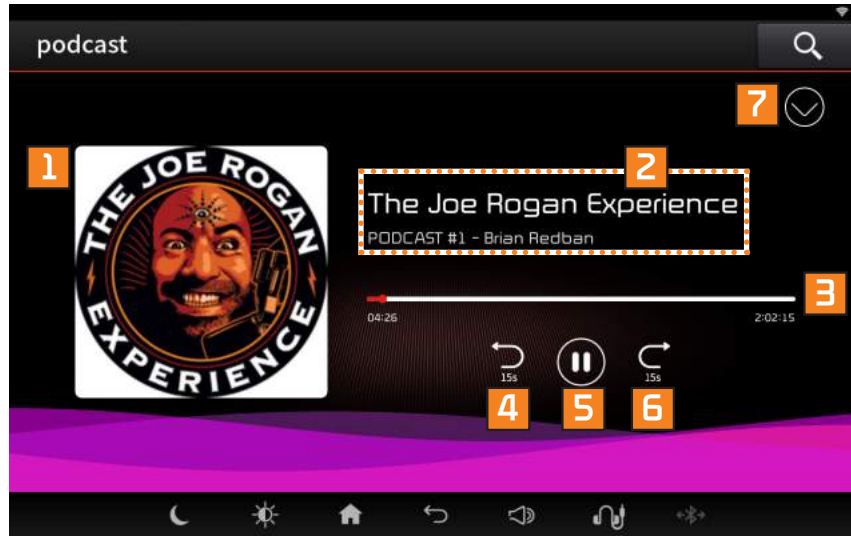 podcast
7
1
THE JOE ROGAN
EXPERIENCE
2
The Joe Rogan Experience
PODCAST #1 - Brian Redban
3
04:26
2:02:15
15s
15s
4
5
6